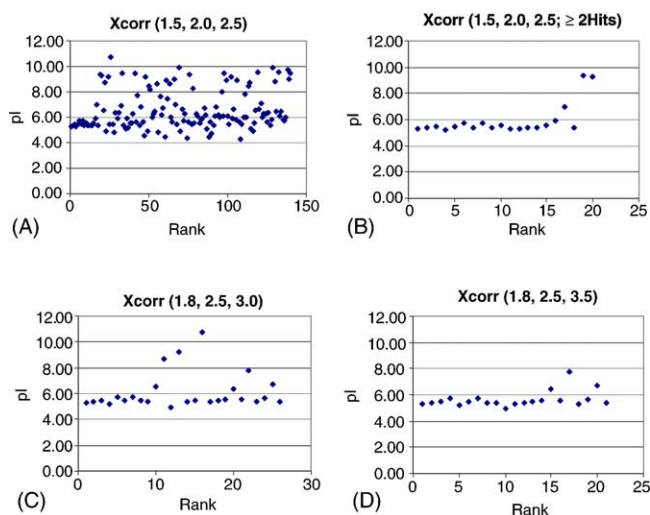 Xcorr (1.5, 2.0, 2.5)
12.00
10.00
8.00
6.00
4.00
2.00
0.00
pI
0 50 100 150
Rank
(A)
Xcorr (1.5, 2.0, 2.5; ≥ 2Hits)
12.00
10.00
8.00
6.00
4.00
2.00
0.00
pI
0 5 10 15 20 25
Rank
(B)
Xcorr (1.8, 2.5, 3.0)
12.00
10.00
8.00
6.00
4.00
2.00
0.00
pI
0 10 20 30
Rank
(C)
Xcorr (1.8, 2.5, 3.5)
12.00
10.00
8.00
6.00
4.00
2.00
0.00
pI
0 5 10 15 20 25
Rank
(D)